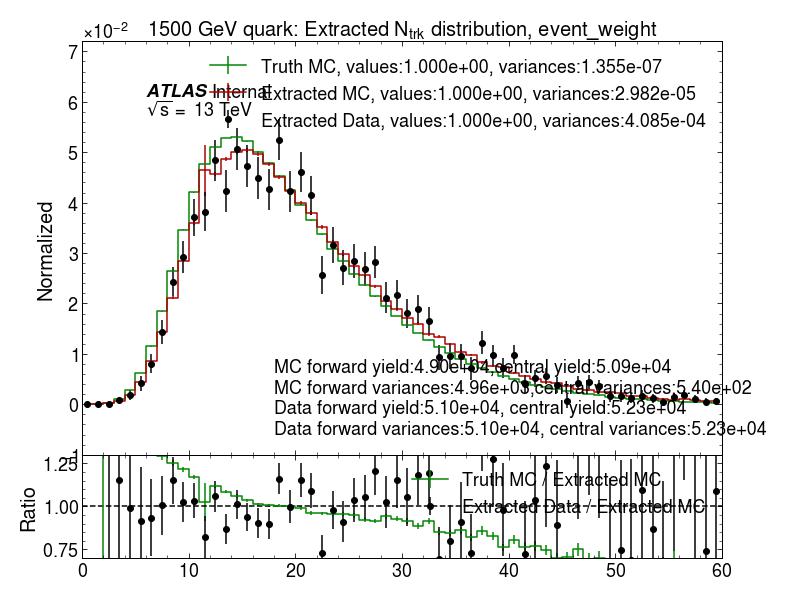 ×10⁻² 1500 GeV quark: Extracted Ntrk distribution, event_weight
Truth MC, values:1.000e+00, variances:1.355e-07
ATLAS Internal
Extracted MC, values:1.000e+00, variances:2.982e-05
√s = 13 TeV
Extracted Data, values:1.000e+00, variances:4.085e-04
7
6
5
4
3
2
1
0
Normalized
MC forward yield:4.90e+04, central yield:5.09e+04
MC forward variances:4.96e+03, central variances:5.40e+02
Data forward yield:5.10e+04, central yield:5.23e+04
Data forward variances:5.10e+04, central variances:5.23e+04
1.25
1.00
0.75
Ratio
Truth MC / Extracted MC
Extracted Data / Extracted MC
0 10 20 30 40 50 60